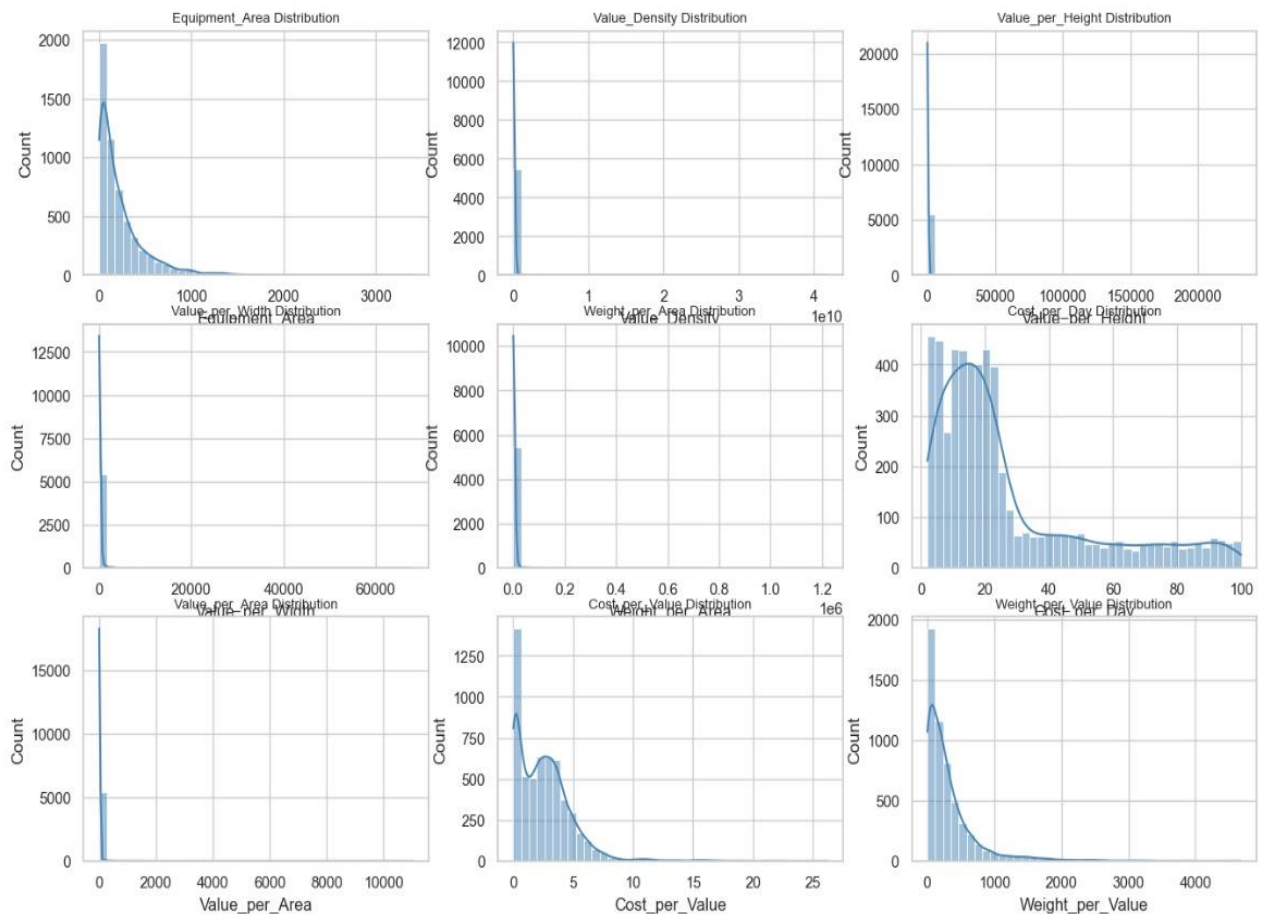 Equipment_Area Distribution
2000
1500
1000
500
0
Count
0 1000 2000 3000
Equipment_Area
Value_Density Distribution
12000
10000
8000
6000
4000
2000
0
Count
0 1 2 3 4
1e10
Value_Density
Value_per_Height Distribution
20000
15000
10000
5000
0
Count
0 50000 100000 150000 200000
Value_per_Height
Value_per_Width Distribution
12500
10000
7500
5000
2500
0
Count
0 20000 40000 60000
Value_per_Width
Weight_per_Area Distribution
10000
8000
6000
4000
2000
0
Count
0.0 0.2 0.4 0.6 0.8 1.0 1.2
1e6
Weight_per_Area
Cost_per_Day Distribution
400
300
200
100
0
Count
0 20 40 60 80 100
Cost_per_Day
Value_per_Area Distribution
15000
10000
5000
0
Count
0 2000 4000 6000 8000 10000
Value_per_Area
Cost_per_Value Distribution
1250
1000
750
500
250
0
Count
0 5 10 15 20 25
Cost_per_Value
Weight_per_Value Distribution
2000
1500
1000
500
0
Count
0 1000 2000 3000 4000
Weight_per_Value